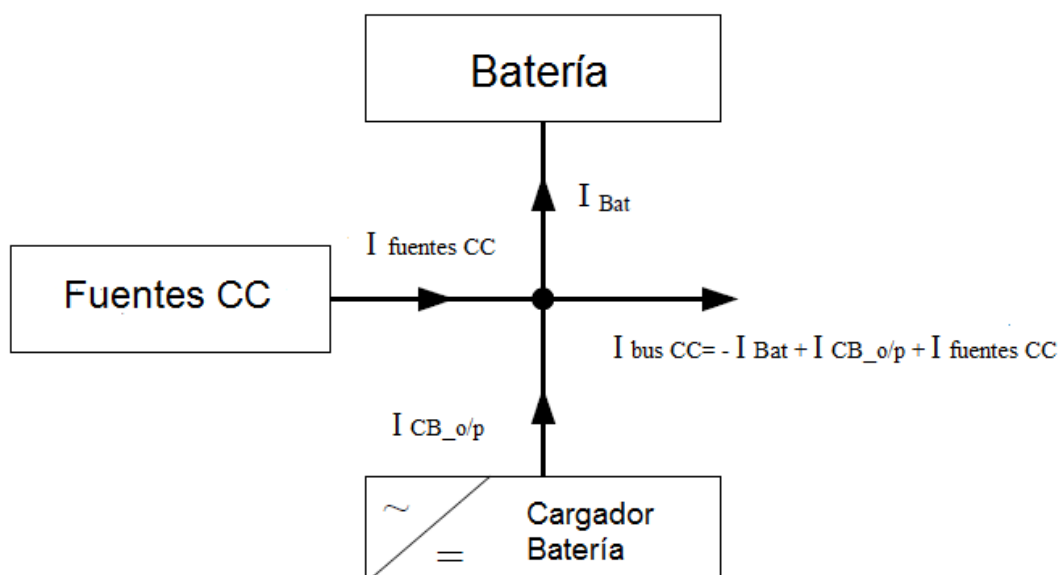 Batería
I Bat
I fuentes CC
Fuentes CC
I bus CC= - I Bat + I CB_o/p + I fuentes CC
I CB_o/p
~
=
Cargador
Batería